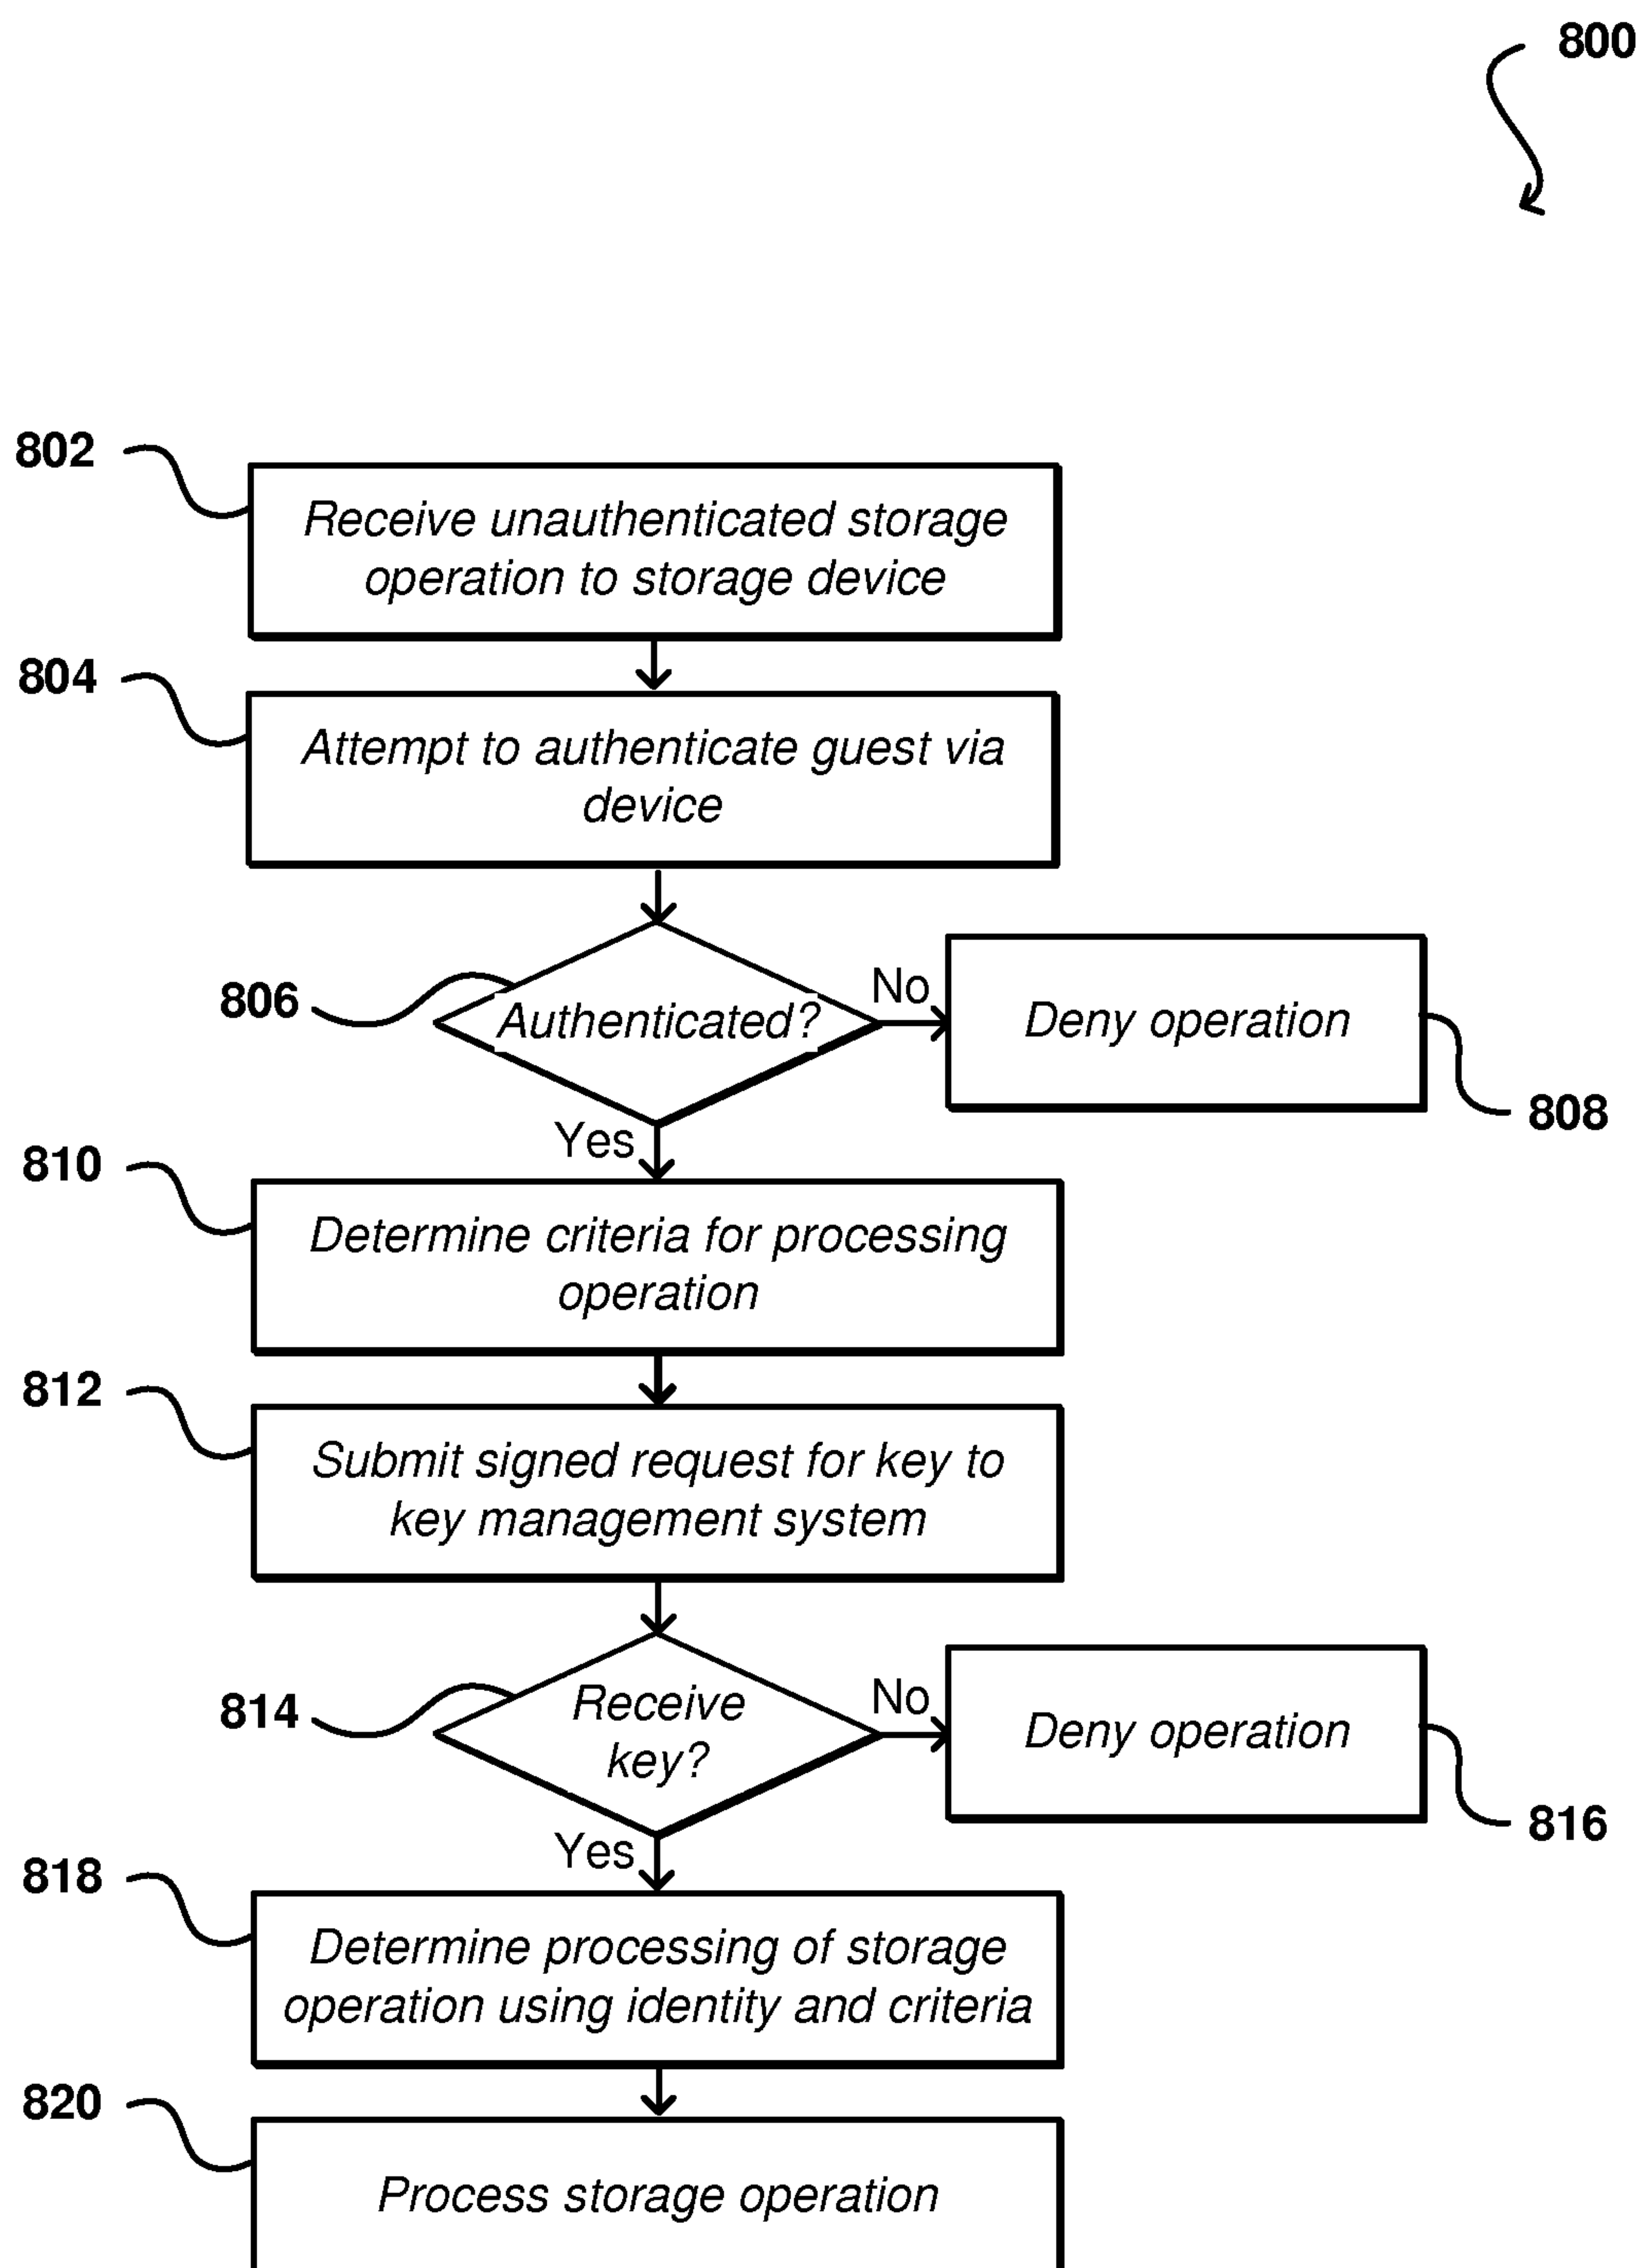 800
802
Receive unauthenticated storage
operation to storage device
804
Attempt to authenticate guest via
device
806
Authenticated?
No
Deny operation
808
Yes
810
Determine criteria for processing
operation
812
Submit signed request for key to
key management system
814
Receive
key?
No
Deny operation
816
Yes
818
Determine processing of storage
operation using identity and criteria
820
Process storage operation